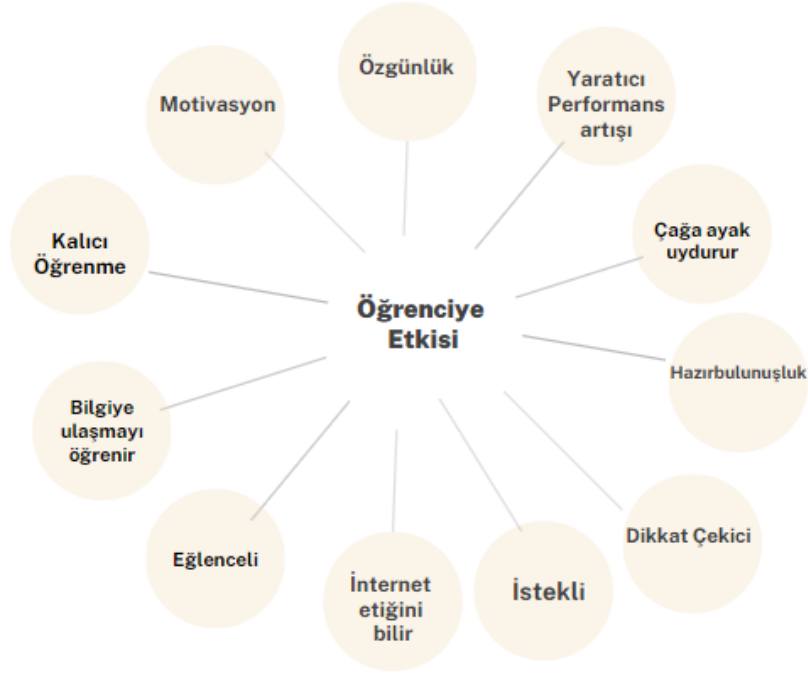 Özgünlük
Yaratıcı
Performans
artışı
Motivasyon
Çağa ayak
uydurur
Kalıcı
Öğrenme
Öğrenciye
Etkisi
Hazırbulunuşluk
Bilgiye
ulaşmayı
öğrenir
Dikkat Çekici
Eğlenceli
İnternet
etiğini
bilir
İstekli